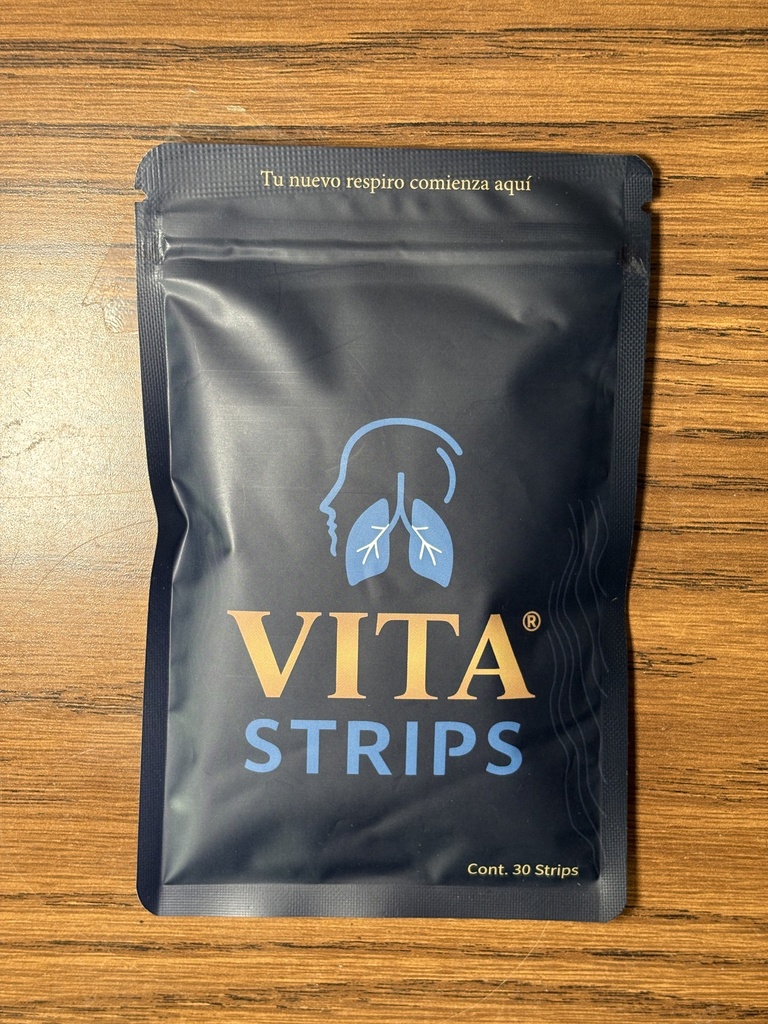 Tu nuevo respiro comienza aquí
VITA®
STRIPS
Cont. 30 Strips